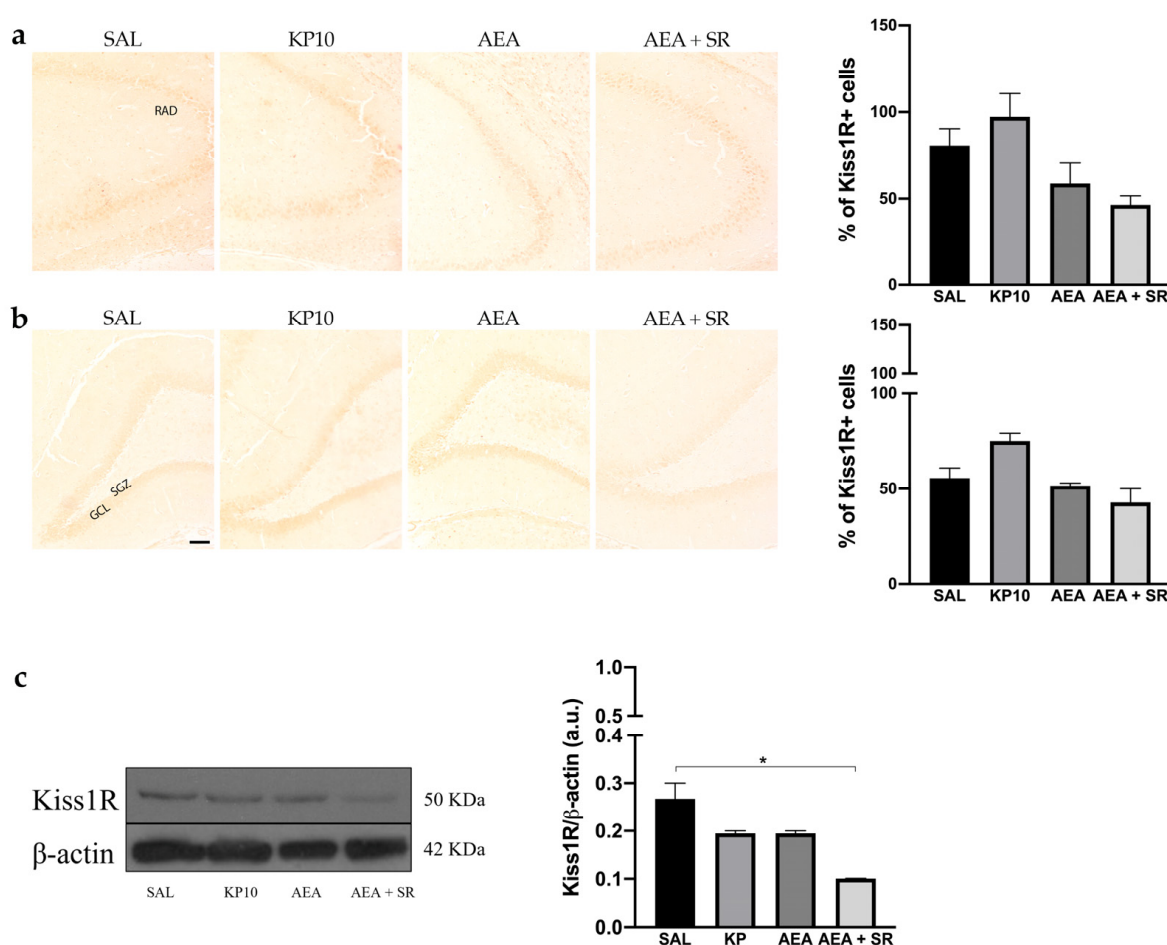 a
SAL
KP10
AEA
AEA + SR
RAD
% of Kiss1R+ cells
150
100
50
0
SAL
KP10
AEA
AEA + SR
b
SAL
KP10
AEA
AEA + SR
GCL
SGZ
% of Kiss1R+ cells
150
100
100
50
0
SAL
KP10
AEA
AEA + SR
c
Kiss1R
50 KDa
β-actin
42 KDa
SAL
KP10
AEA
AEA + SR
Kiss1R/β-actin (a.u.)
1.0
0.5
0.4
0.3
0.2
0.1
0.0
*
SAL
KP
AEA
AEA + SR